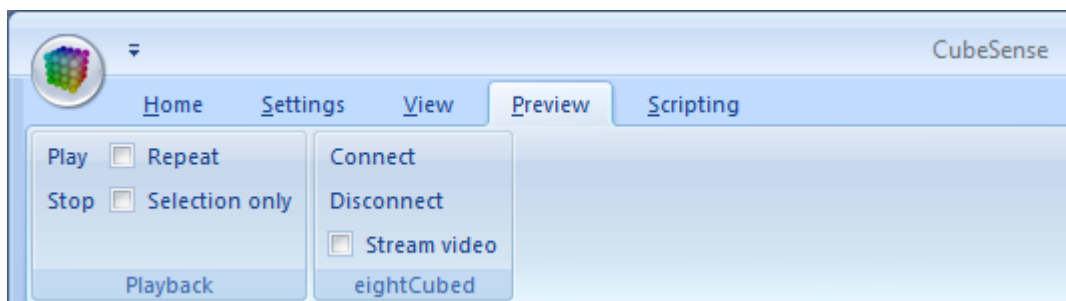 CubeSense
Home Settings View Preview Scripting
Play Repeat Connect
Stop Selection only Disconnect
Stream video
Playback eightCubed